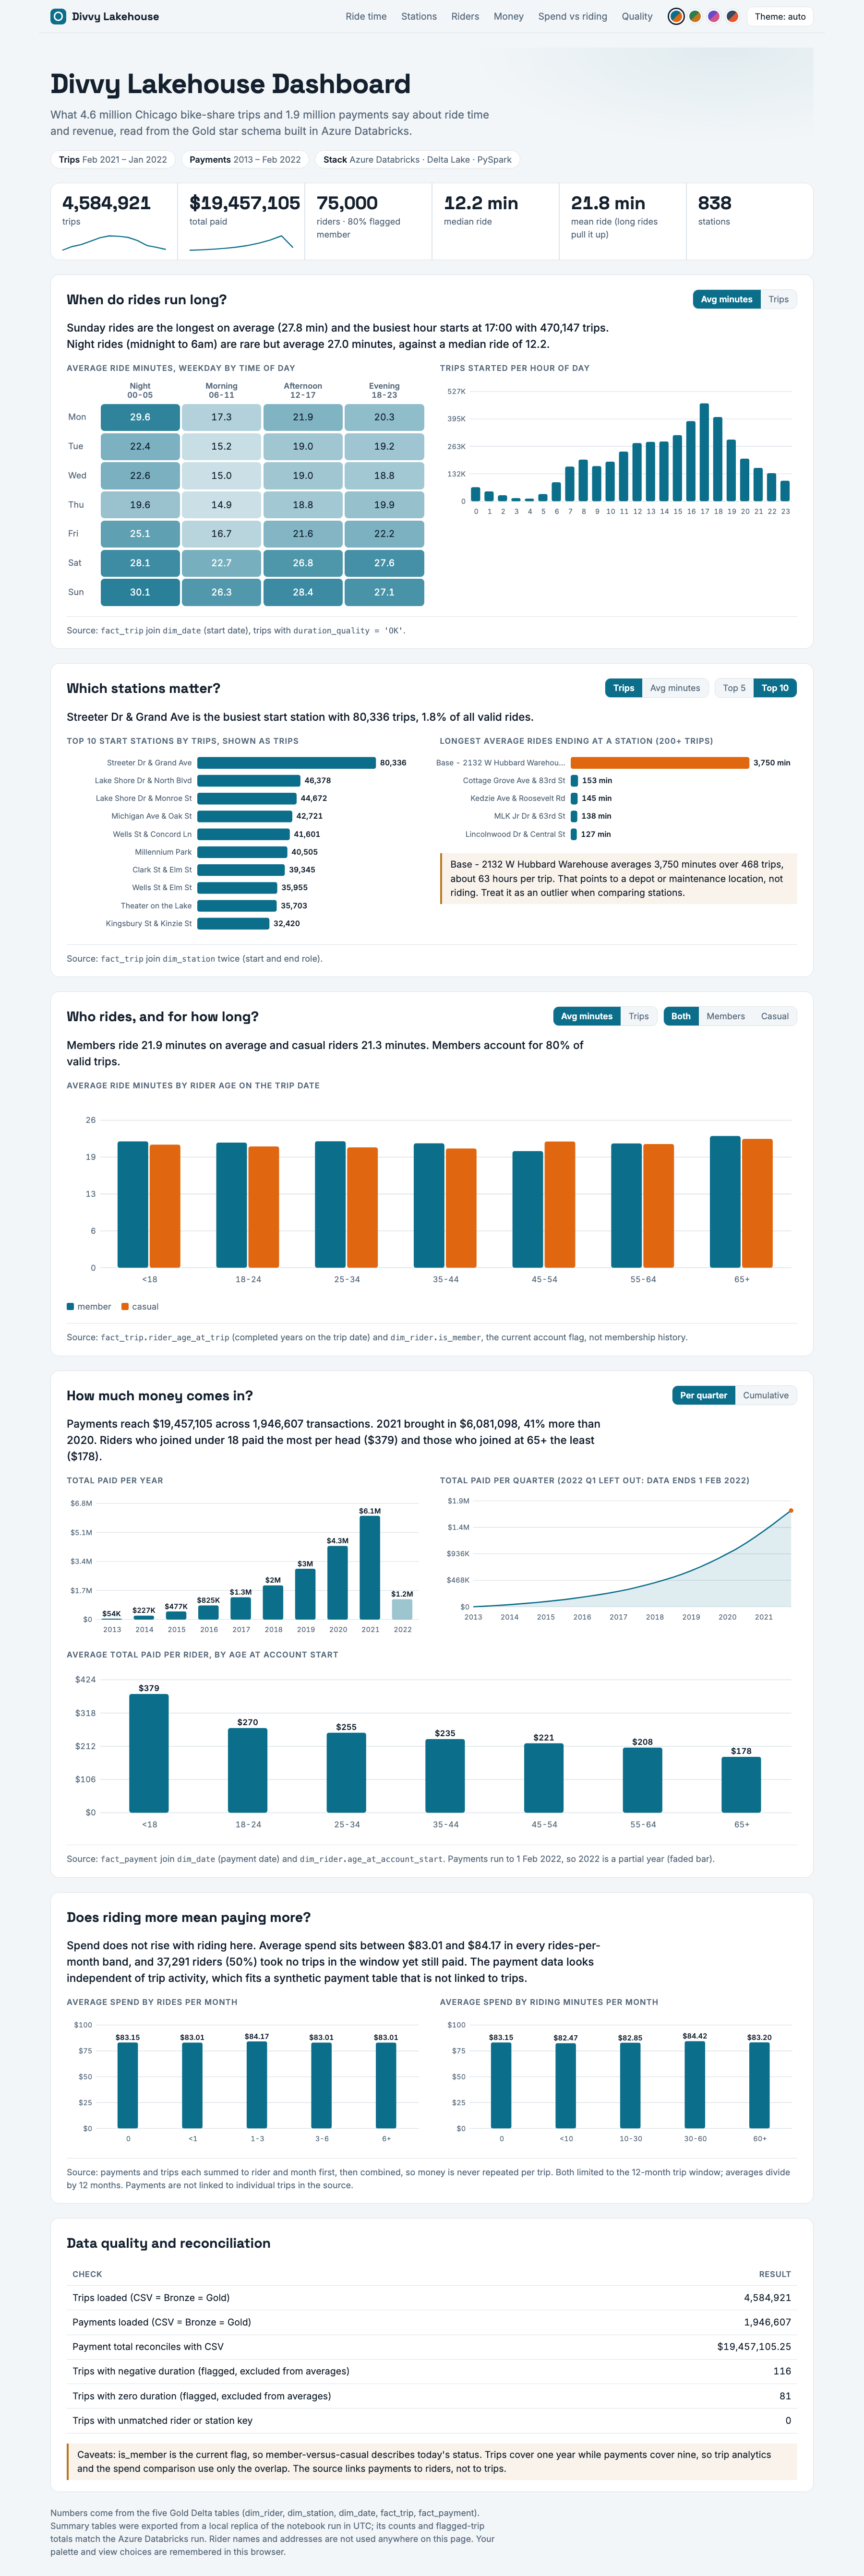 Divvy Lakehouse
Ride time
Stations
Riders
Money
Spend vs riding
Quality
Theme: auto
Divvy Lakehouse Dashboard
What 4.6 million Chicago bike-share trips and 1.9 million payments say about ride time
and revenue, read from the Gold star schema built in Azure Databricks.
Trips Feb 2021 – Jan 2022
Payments 2013 – Feb 2022
Stack Azure Databricks · Delta Lake · PySpark
4,584,921
trips
$19,457,105
total paid
75,000
riders · 80% flagged
member
12.2 min
median ride
21.8 min
mean ride (long rides
pull it up)
838
stations
When do rides run long?
Avg minutes
Trips
Sunday rides are the longest on average (27.8 min) and the busiest hour starts at 17:00 with 470,147 trips.
Night rides (midnight to 6am) are rare but average 27.0 minutes, against a median ride of 12.2.
AVERAGE RIDE MINUTES, WEEKDAY BY TIME OF DAY
Night Morning Afternoon Evening
00-05 06-11 12-17 18-23
Mon 29.6 17.3 21.9 20.3
Tue 22.4 15.2 19.0 19.2
Wed 22.6 15.0 19.0 18.8
Thu 19.6 14.9 18.8 19.9
Fri 25.1 16.7 21.6 22.2
Sat 28.1 22.7 26.8 27.6
Sun 30.1 26.3 28.4 27.1
TRIPS STARTED PER HOUR OF DAY
527K
395K
263K
132K
0
0 1 2 3 4 5 6 7 8 9 10 11 12 13 14 15 16 17 18 19 20 21 22 23
Source: fact_trip join dim_date (start date), trips with duration_quality = 'OK'.
Which stations matter?
Trips
Avg minutes
Top 5
Top 10
Streeter Dr & Grand Ave is the busiest start station with 80,336 trips, 1.8% of all valid rides.
TOP 10 START STATIONS BY TRIPS, SHOWN AS TRIPS
Streeter Dr & Grand Ave 80,336
Lake Shore Dr & North Blvd 46,378
Lake Shore Dr & Monroe St 44,672
Michigan Ave & Oak St 42,721
Wells St & Concord Ln 41,601
Millennium Park 40,505
Clark St & Elm St 39,345
Wells St & Elm St 35,955
Theater on the Lake 35,703
Kingsbury St & Kinzie St 32,420
LONGEST AVERAGE RIDES ENDING AT A STATION (200+ TRIPS)
Base - 2132 W Hubbard Warehou... 3,750 min
Cottage Grove Ave & 83rd St 153 min
Kedzie Ave & Roosevelt Rd 145 min
MLK Jr Dr & 63rd St 138 min
Lincolnwood Dr & Central St 127 min
Base - 2132 W Hubbard Warehouse averages 3,750 minutes over 468 trips,
about 63 hours per trip. That points to a depot or maintenance location, not
riding. Treat it as an outlier when comparing stations.
Source: fact_trip join dim_station twice (start and end role).
Who rides, and for how long?
Avg minutes
Trips
Both
Members
Casual
Members ride 21.9 minutes on average and casual riders 21.3 minutes. Members account for 80% of
valid trips.
AVERAGE RIDE MINUTES BY RIDER AGE ON THE TRIP DATE
26
19
13
6
0
<18 18-24 25-34 35-44 45-54 55-64 65+
member casual
Source: fact_trip.rider_age_at_trip (completed years on the trip date) and dim_rider.is_member, the current account flag, not membership history.
How much money comes in?
Per quarter
Cumulative
Payments reach $19,457,105 across 1,946,607 transactions. 2021 brought in $6,081,098, 41% more than
2020. Riders who joined under 18 paid the most per head ($379) and those who joined at 65+ the least
($178).
TOTAL PAID PER YEAR
$6.8M
$5.1M
$3.4M
$1.7M
$0
$54K $227K $477K $825K $1.3M $2M $3M $4.3M $6.1M $1.2M
2013 2014 2015 2016 2017 2018 2019 2020 2021 2022
TOTAL PAID PER QUARTER (2022 Q1 LEFT OUT: DATA ENDS 1 FEB 2022)
$1.9M
$1.4M
$936K
$468K
$0
2013 2014 2015 2016 2017 2018 2019 2020 2021
AVERAGE TOTAL PAID PER RIDER, BY AGE AT ACCOUNT START
$424
$318
$212
$106
$0
$379 $270 $255 $235 $221 $208 $178
<18 18-24 25-34 35-44 45-54 55-64 65+
Source: fact_payment join dim_date (payment date) and dim_rider.age_at_account_start. Payments run to 1 Feb 2022, so 2022 is a partial year (faded bar).
Does riding more mean paying more?
Spend does not rise with riding here. Average spend sits between $83.01 and $84.17 in every rides-per-
month band, and 37,291 riders (50%) took no trips in the window yet still paid. The payment data looks
independent of trip activity, which fits a synthetic payment table that is not linked to trips.
AVERAGE SPEND BY RIDES PER MONTH
$100
$75
$50
$25
$0
$83.15 $83.01 $84.17 $83.01 $83.01
0 <1 1-3 3-6 6+
AVERAGE SPEND BY RIDING MINUTES PER MONTH
$100
$75
$50
$25
$0
$83.15 $82.47 $82.85 $84.42 $83.20
0 <10 10-30 30-60 60+
Source: payments and trips each summed to rider and month first, then combined, so money is never repeated per trip. Both limited to the 12-month trip window; averages divide
by 12 months. Payments are not linked to individual trips in the source.
Data quality and reconciliation
CHECK RESULT
Trips loaded (CSV = Bronze = Gold) 4,584,921
Payments loaded (CSV = Bronze = Gold) 1,946,607
Payment total reconciles with CSV $19,457,105.25
Trips with negative duration (flagged, excluded from averages) 116
Trips with zero duration (flagged, excluded from averages) 81
Trips with unmatched rider or station key 0
Caveats: is_member is the current flag, so member-versus-casual describes today's status. Trips cover one year while payments cover nine, so trip analytics
and the spend comparison use only the overlap. The source links payments to riders, not to trips.
Numbers come from the five Gold Delta tables (dim_rider, dim_station, dim_date, fact_trip, fact_payment).
Summary tables were exported from a local replica of the notebook run in UTC; its counts and flagged-trip
totals match the Azure Databricks run. Rider names and addresses are not used anywhere on this page. Your
palette and view choices are remembered in this browser.